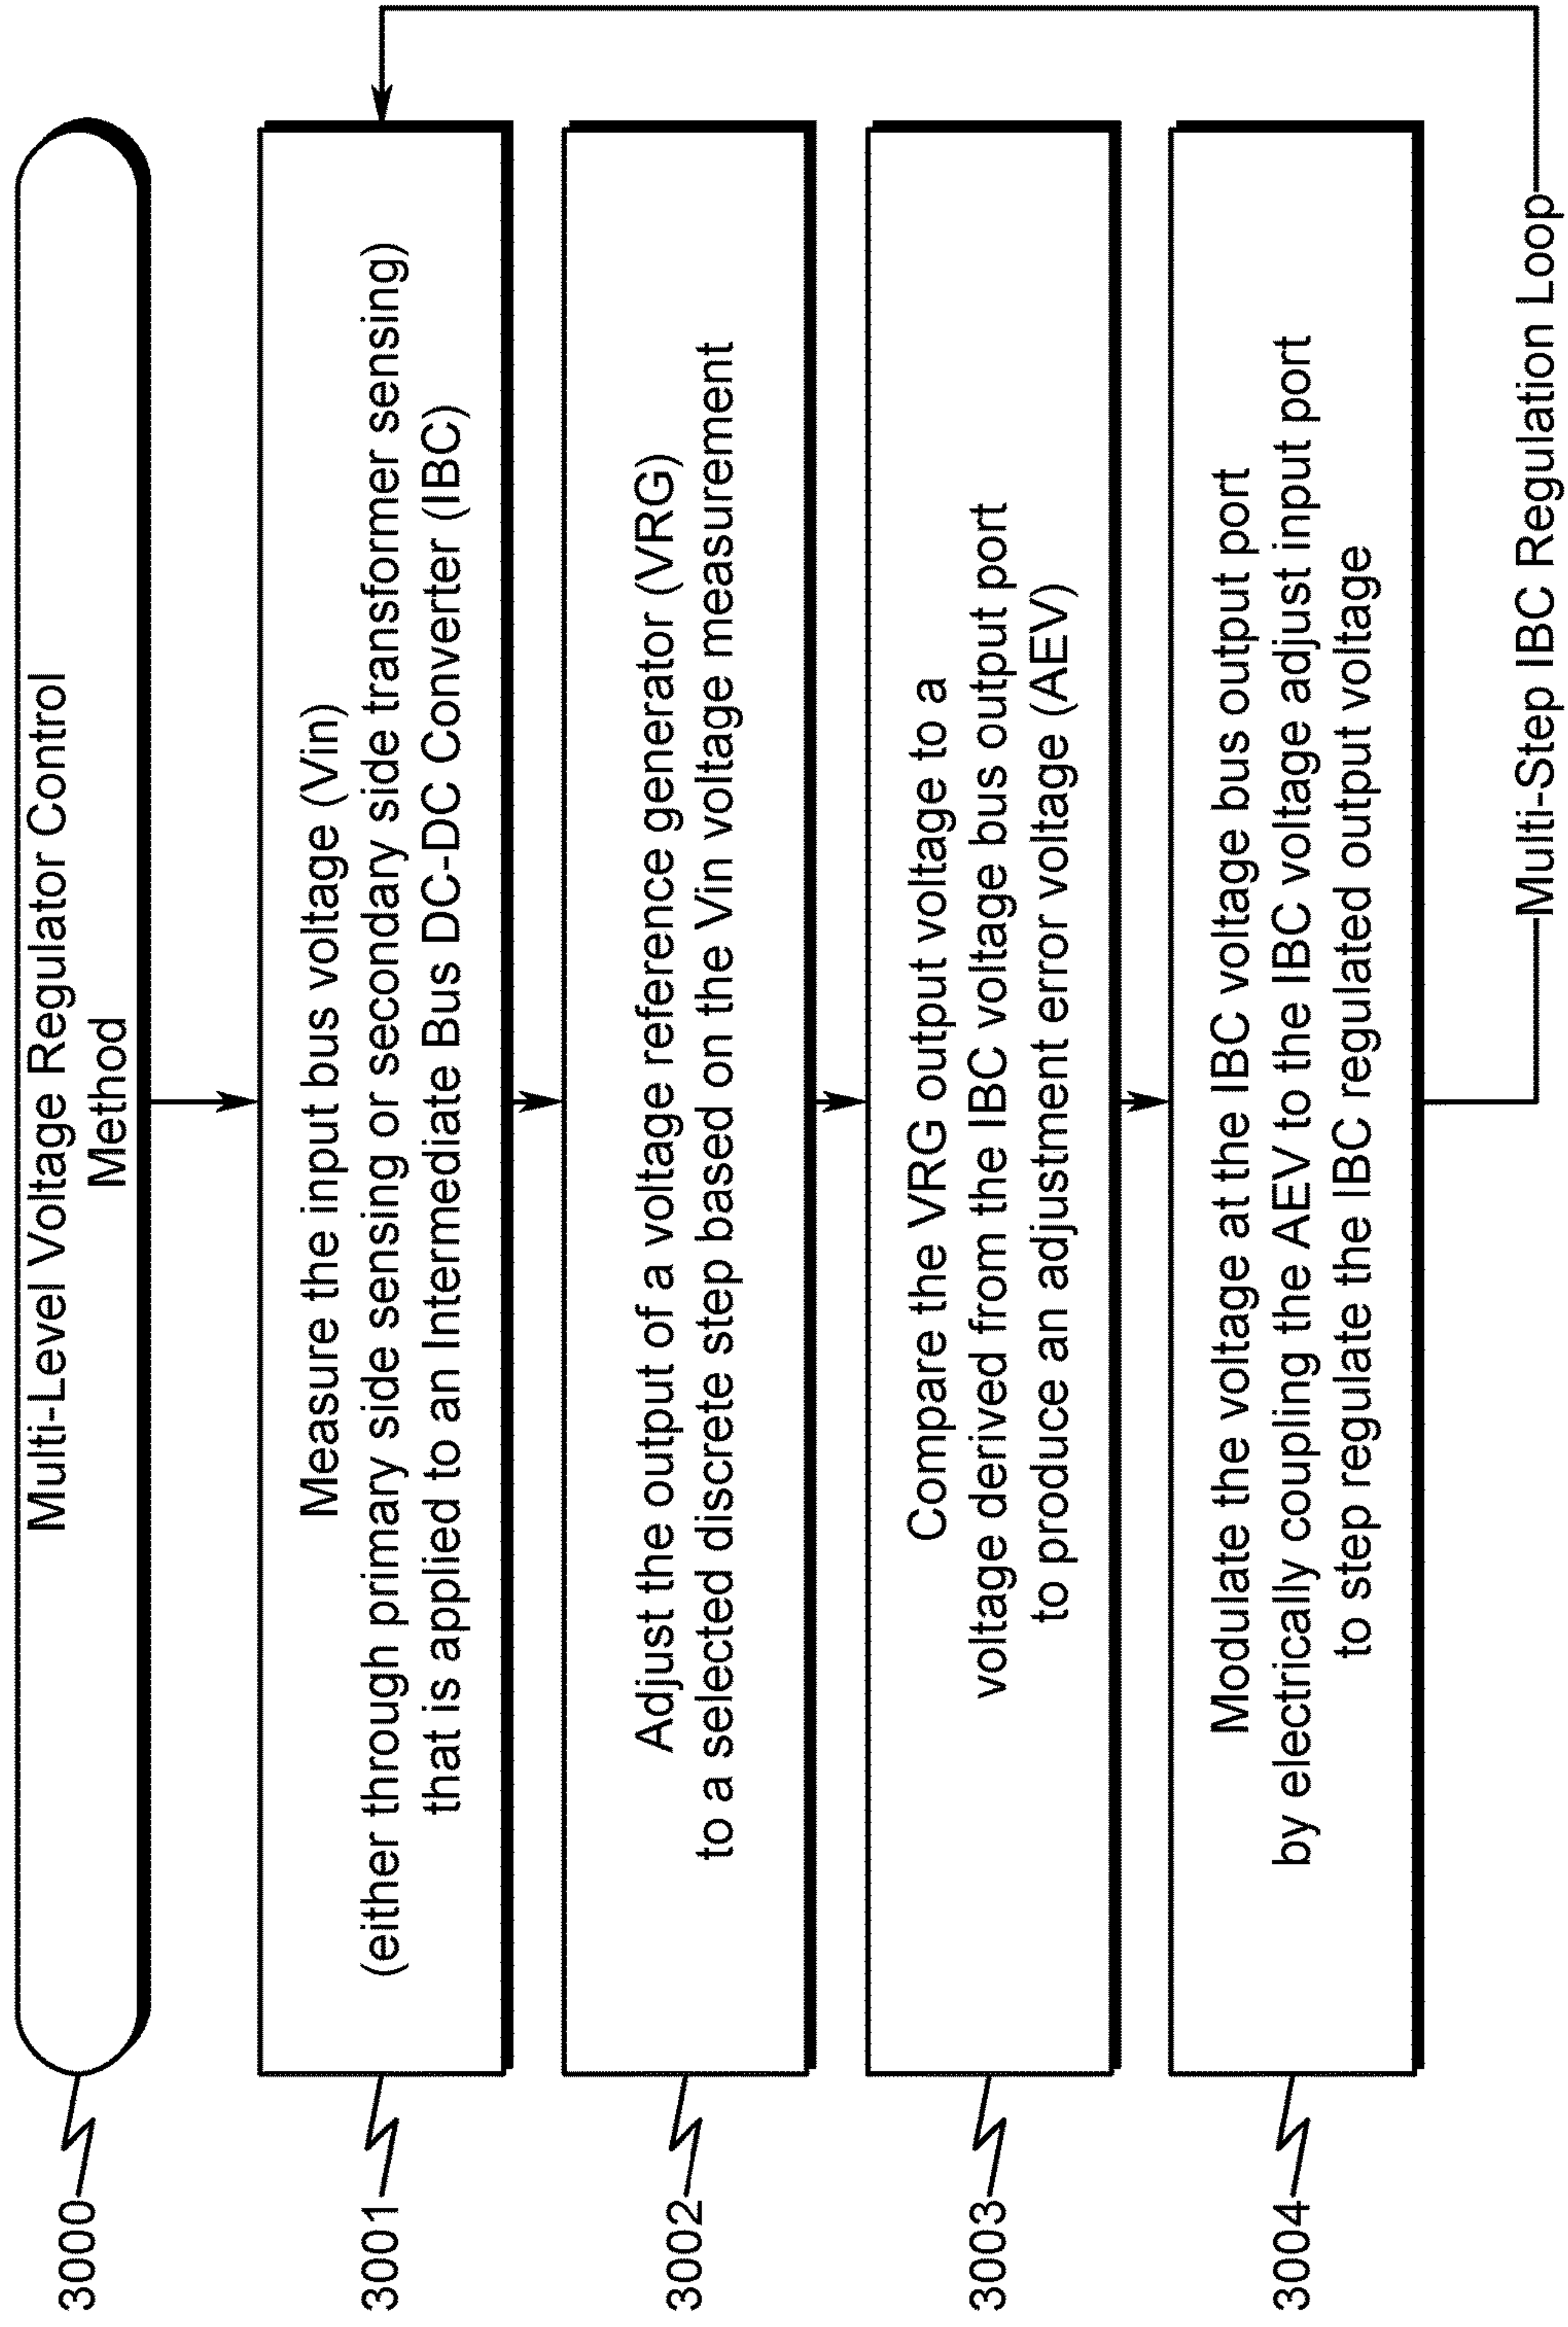 3000
Multi-Level Voltage Regulator Control
Method
3001
Measure the input bus voltage (Vin)
(either through primary side sensing or secondary side transformer sensing)
that is applied to an Intermediate Bus DC-DC Converter (IBC)
3002
Adjust the output of a voltage reference generator (VRG)
to a selected discrete step based on the Vin voltage measurement
3003
Compare the VRG output voltage to a
voltage derived from the IBC voltage bus output port
to produce an adjustment error voltage (AEV)
3004
Modulate the voltage at the IBC voltage bus output port
by electrically coupling the AEV to the IBC voltage adjust input port
to step regulate the IBC regulated output voltage
Multi-Step IBC Regulation Loop